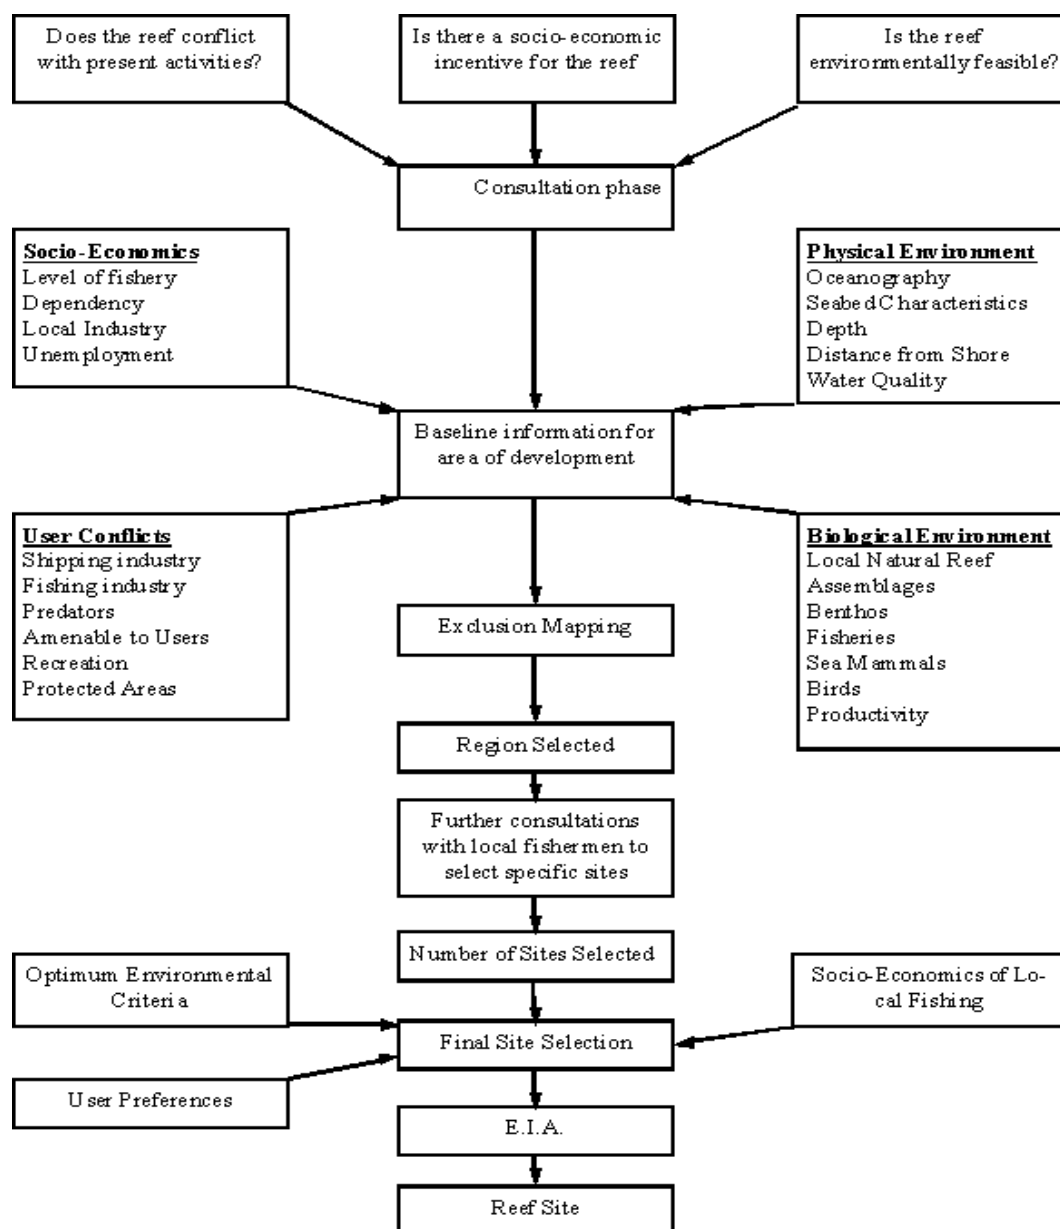 Does the reef conflict
with present activities?
Is there a socio-economic
incentive for the reef
Is the reef
environmentally feasible?
Consultation phase
Socio-Economics
Level of fishery
Dependency
Local Industry
Unemployment
Physical Environment
Oceanography
Seabed Characteristics
Depth
Distance from Shore
Water Quality
Baseline information for
area of development
User Conflicts
Shipping industry
Fishing industry
Predators
Amenable to Users
Recreation
Protected Areas
Biological Environment
Local Natural Reef
Assemblages
Benthos
Fisheries
Sea Mammals
Birds
Productivity
Exclusion Mapping
Region Selected
Further consultations
with local fishermen to
select specific sites
Number of Sites Selected
Optimum Environmental
Criteria
Socio-Economics of Lo-
cal Fishing
Final Site Selection
User Preferences
E.I.A.
Reef Site